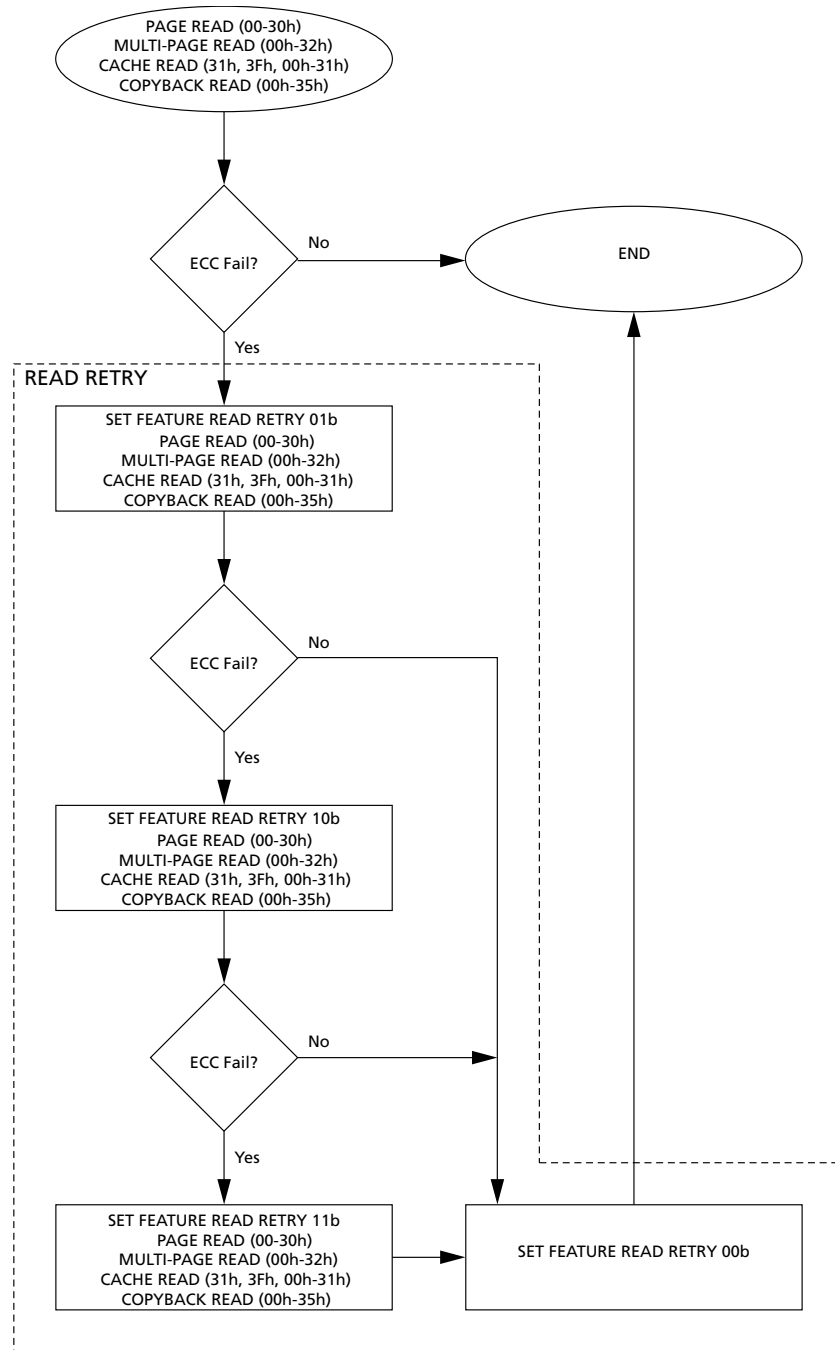 PAGE READ (00-30h)
MULTI-PAGE READ (00h-32h)
CACHE READ (31h, 3Fh, 00h-31h)
COPYBACK READ (00h-35h)
ECC Fail?
No
END
Yes
READ RETRY
SET FEATURE READ RETRY 01b
PAGE READ (00-30h)
MULTI-PAGE READ (00h-32h)
CACHE READ (31h, 3Fh, 00h-31h)
COPYBACK READ (00h-35h)
ECC Fail?
No
Yes
SET FEATURE READ RETRY 10b
PAGE READ (00-30h)
MULTI-PAGE READ (00h-32h)
CACHE READ (31h, 3Fh, 00h-31h)
COPYBACK READ (00h-35h)
ECC Fail?
No
Yes
SET FEATURE READ RETRY 11b
PAGE READ (00-30h)
MULTI-PAGE READ (00h-32h)
CACHE READ (31h, 3Fh, 00h-31h)
COPYBACK READ (00h-35h)
SET FEATURE READ RETRY 00b